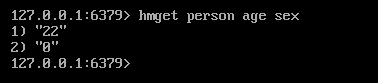 127.0.0.1:6379> hmget person age sex
1) "22"
2) "0"
127.0.0.1:6379>